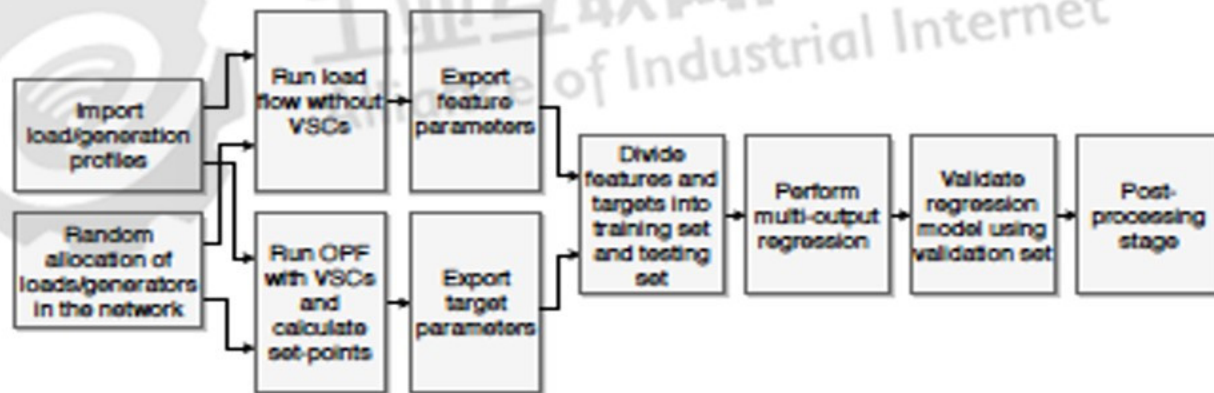 Alliance of Industrial Internet
Import
load/generation
profiles
Random
allocation of
loads/generators
in the network
Run load
flow without
VSCs
Export
feature
parameters
Run OPF
with VSCs
and
calculate
set-points
Export
target
parameters
Divide
features and
targets into
training set
and testing
set
Perform
multi-output
regression
Validate
regression
model using
validation set
Post-
processing
stage